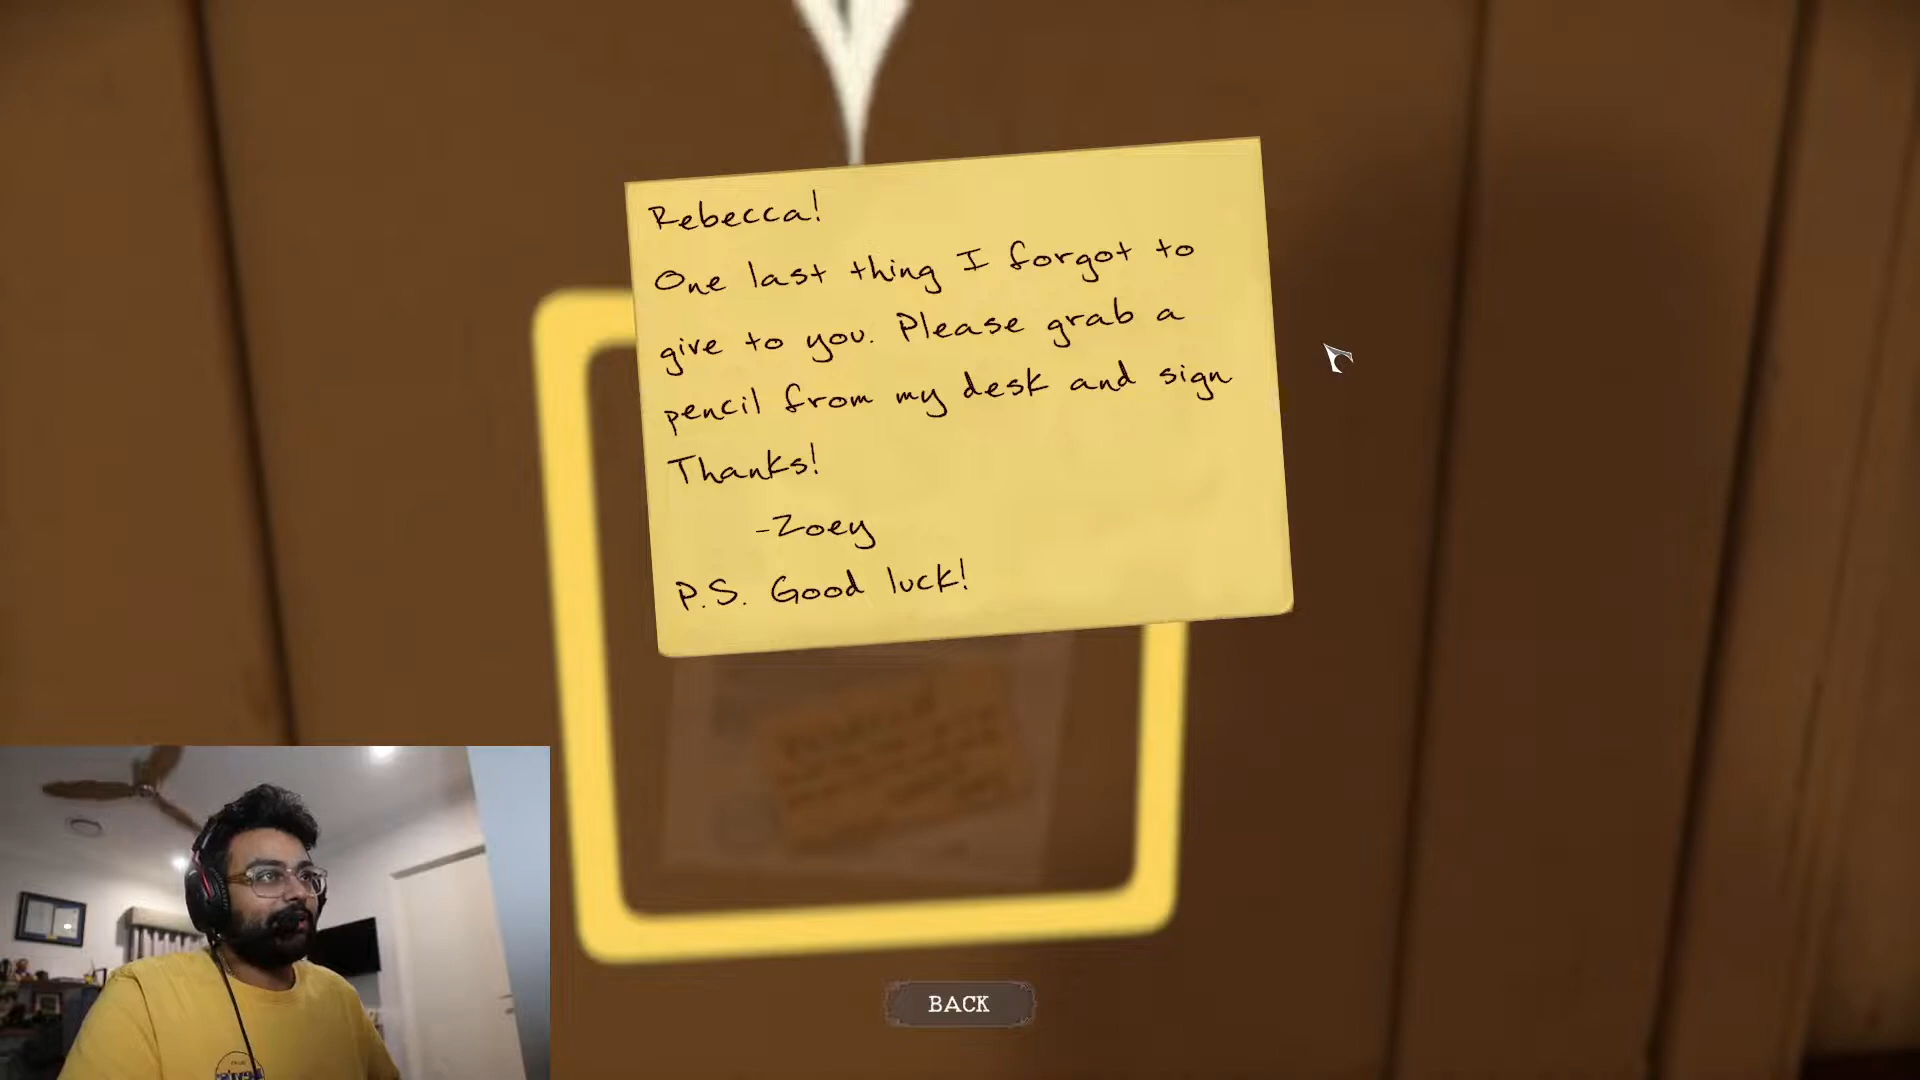 Rebecca!
One last thing I forgot to
give to you. Please grab a
pencil from my desk and sign
Thanks!
-Zoey
P.S. Good luck!
BACK